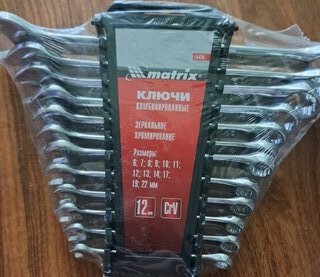 matrix
КЛЮЧИ
КОМБИНИРОВАННЫЕ
ЗЕРКАЛЬНОЕ
ХРОМИРОВАНИЕ
Размеры:
6; 7; 8; 9; 10; 11;
12; 13; 14; 17;
19; 22 мм
12
CrV